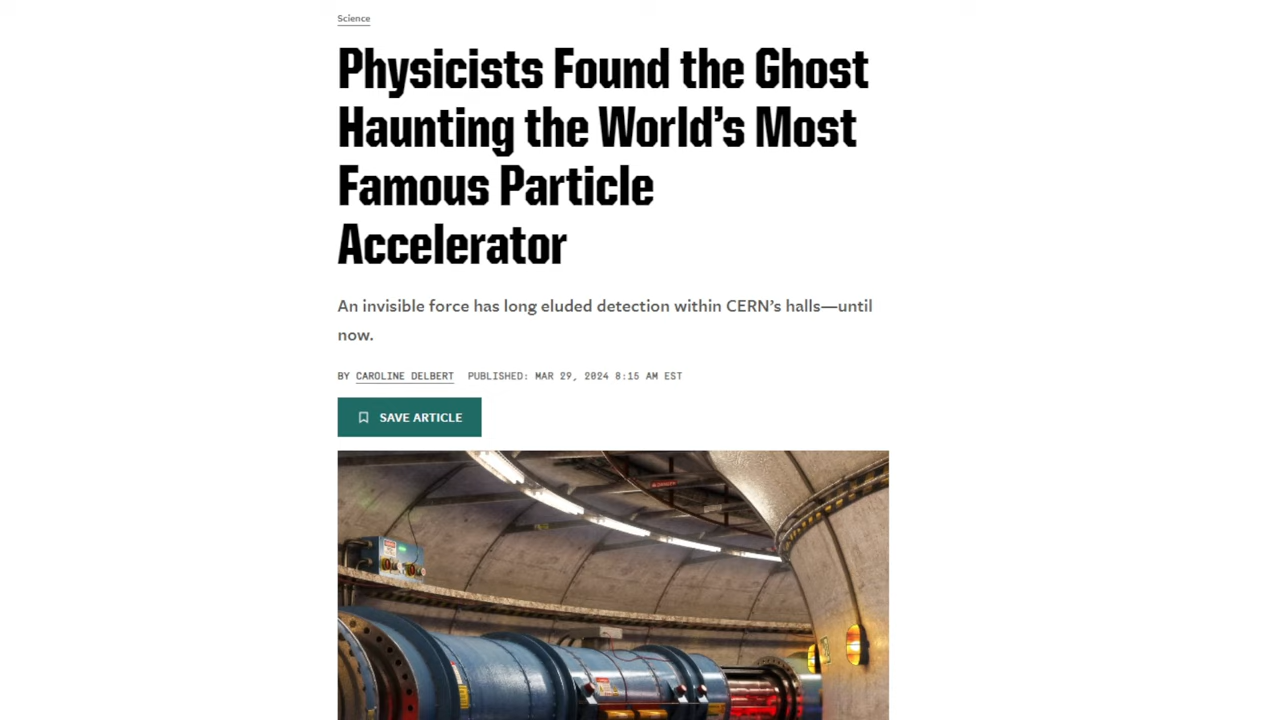 Science
Physicists Found the Ghost
Haunting the World’s Most
Famous Particle
Accelerator
An invisible force has long eluded detection within CERN’s halls—until
now.
BY CAROLINE DELBERT PUBLISHED: MAR 29, 2024 8:15 AM EST
SAVE ARTICLE